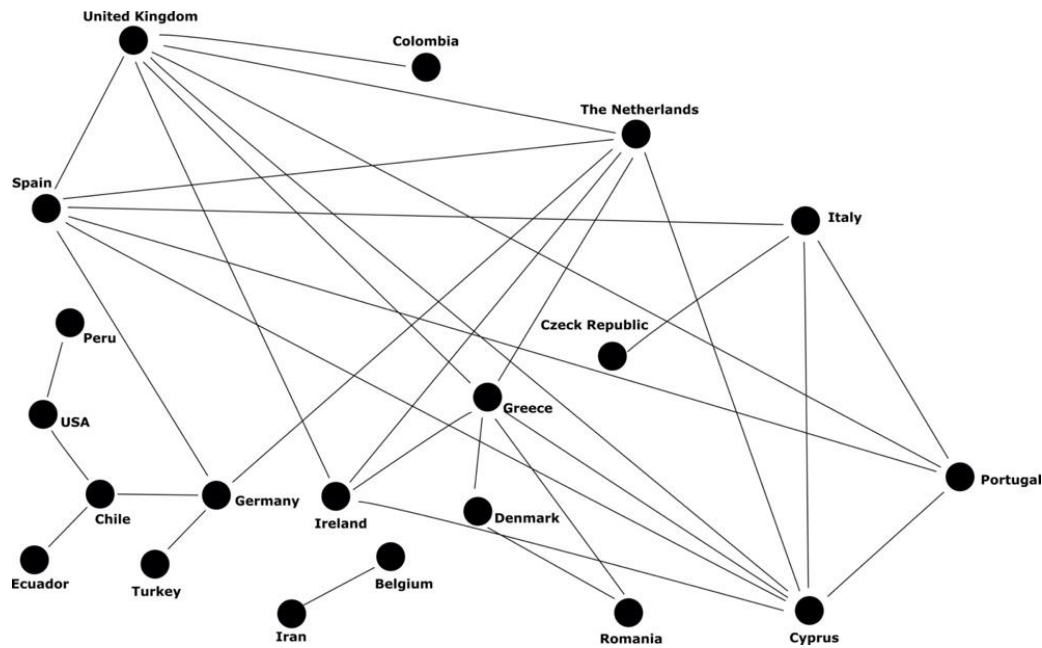 United Kingdom
Colombia
The Netherlands
Spain
Italy
Peru
Czeck Republic
Greece
USA
Portugal
Chile
Germany
Ireland
Denmark
Ecuador
Turkey
Belgium
Iran
Romania
Cyprus